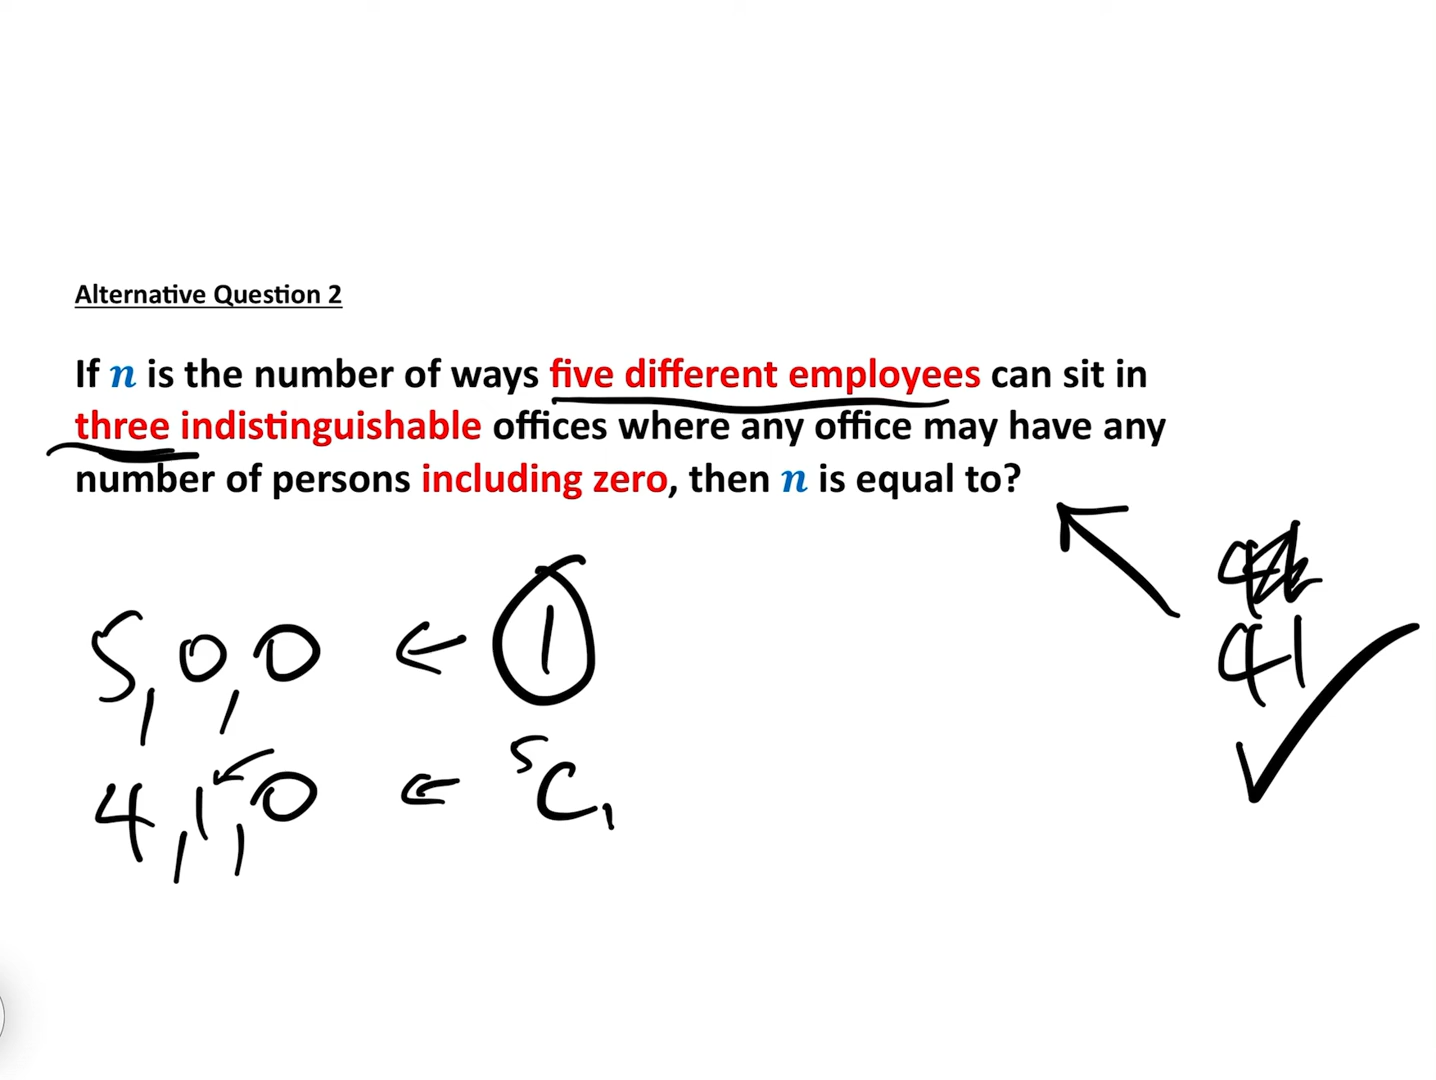 Alternative Question 2
If n is the number of ways five different employees can sit in
three indistinguishable offices where any office may have any
number of persons including zero, then n is equal to?
5, 0, 0 ← 1
41
4, 1, 0 ← ⁵C₁